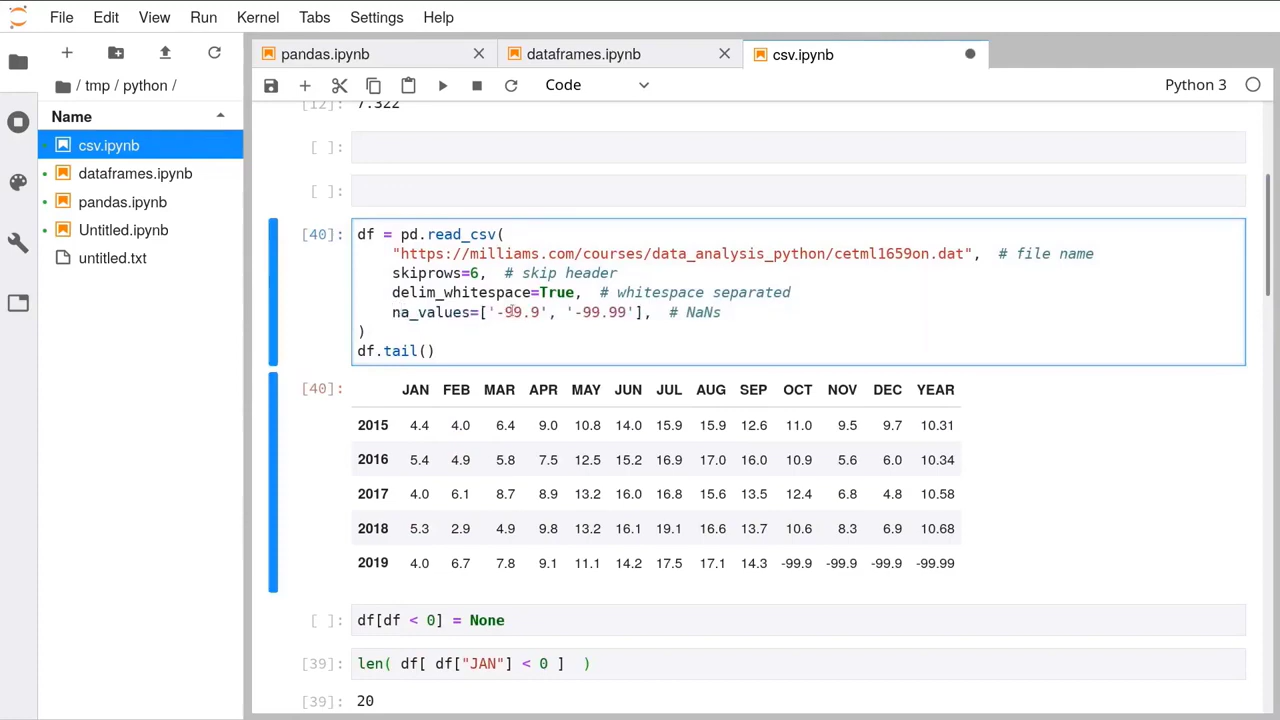 File Edit View Run Kernel Tabs Settings Help
pandas.ipynb dataframes.ipynb csv.ipynb
/ tmp / python /
Code Python 3
Name
csv.ipynb
dataframes.ipynb
pandas.ipynb
Untitled.ipynb
untitled.txt
[12]: 7.322
[ ]:
[ ]:
[40]: df = pd.read_csv(
"https://milliams.com/courses/data_analysis_python/cetml1659on.dat", # file name
skiprows=6, # skip header
delim_whitespace=True, # whitespace separated
na_values=['-99.9', '-99.99'], # NaNs
)
df.tail()
[40]: JAN FEB MAR APR MAY JUN JUL AUG SEP OCT NOV DEC YEAR
2015 4.4 4.0 6.4 9.0 10.8 14.0 15.9 15.9 12.6 11.0 9.5 9.7 10.31
2016 5.4 4.9 5.8 7.5 12.5 15.2 16.9 17.0 16.0 10.9 5.6 6.0 10.34
2017 4.0 6.1 8.7 8.9 13.2 16.0 16.8 15.6 13.5 12.4 6.8 4.8 10.58
2018 5.3 2.9 4.9 9.8 13.2 16.1 19.1 16.6 13.7 10.6 8.3 6.9 10.68
2019 4.0 6.7 7.8 9.1 11.1 14.2 17.5 17.1 14.3 -99.9 -99.9 -99.9 -99.99
[ ]: df[df < 0] = None
[39]: len( df[ df["JAN"] < 0 ] )
[39]: 20